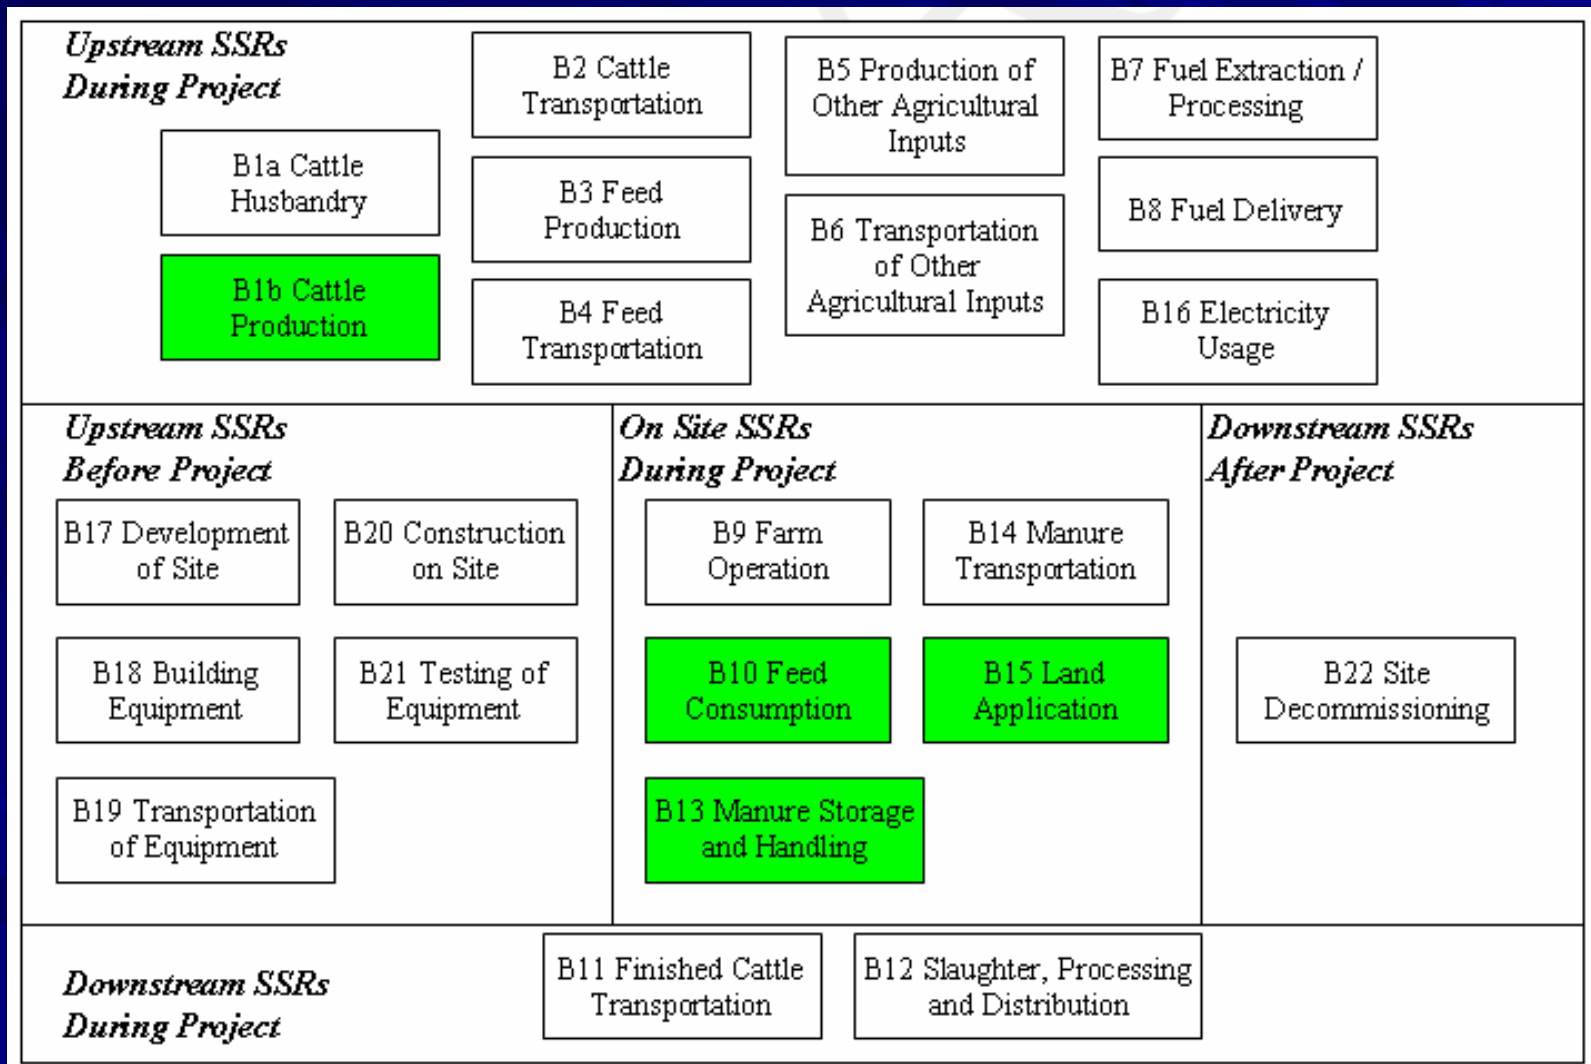 Upstream SSRs
During Project
B1a Cattle
Husbandry
B1b Cattle
Production
B2 Cattle
Transportation
B3 Feed
Production
B4 Feed
Transportation
B5 Production of
Other Agricultural
Inputs
B6 Transportation
of Other
Agricultural Inputs
B7 Fuel Extraction /
Processing
B8 Fuel Delivery
B16 Electricity
Usage
Upstream SSRs
Before Project
B17 Development
of Site
B20 Construction
on Site
B18 Building
Equipment
B21 Testing of
Equipment
B19 Transportation
of Equipment
On Site SSRs
During Project
B9 Farm
Operation
B14 Manure
Transportation
B10 Feed
Consumption
B15 Land
Application
B13 Manure Storage
and Handling
Downstream SSRs
After Project
B22 Site
Decommissioning
Downstream SSRs
During Project
B11 Finished Cattle
Transportation
B12 Slaughter, Processing
and Distribution